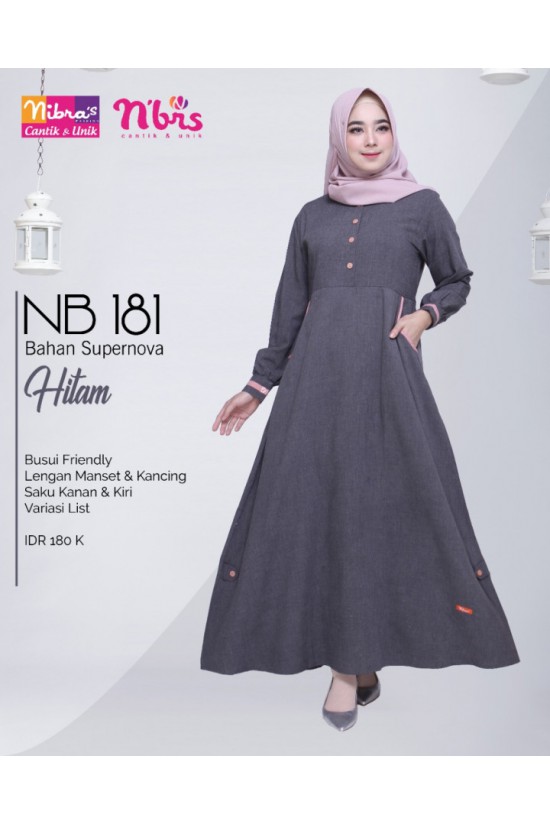 Nibra's
Cantik & Unik
N'brs
cantik & unik
NB 181
Bahan Supernova
Hitam
Busui Friendly
Lengan Manset & Kancing
Saku Kanan & Kiri
Variasi List
IDR 180 K